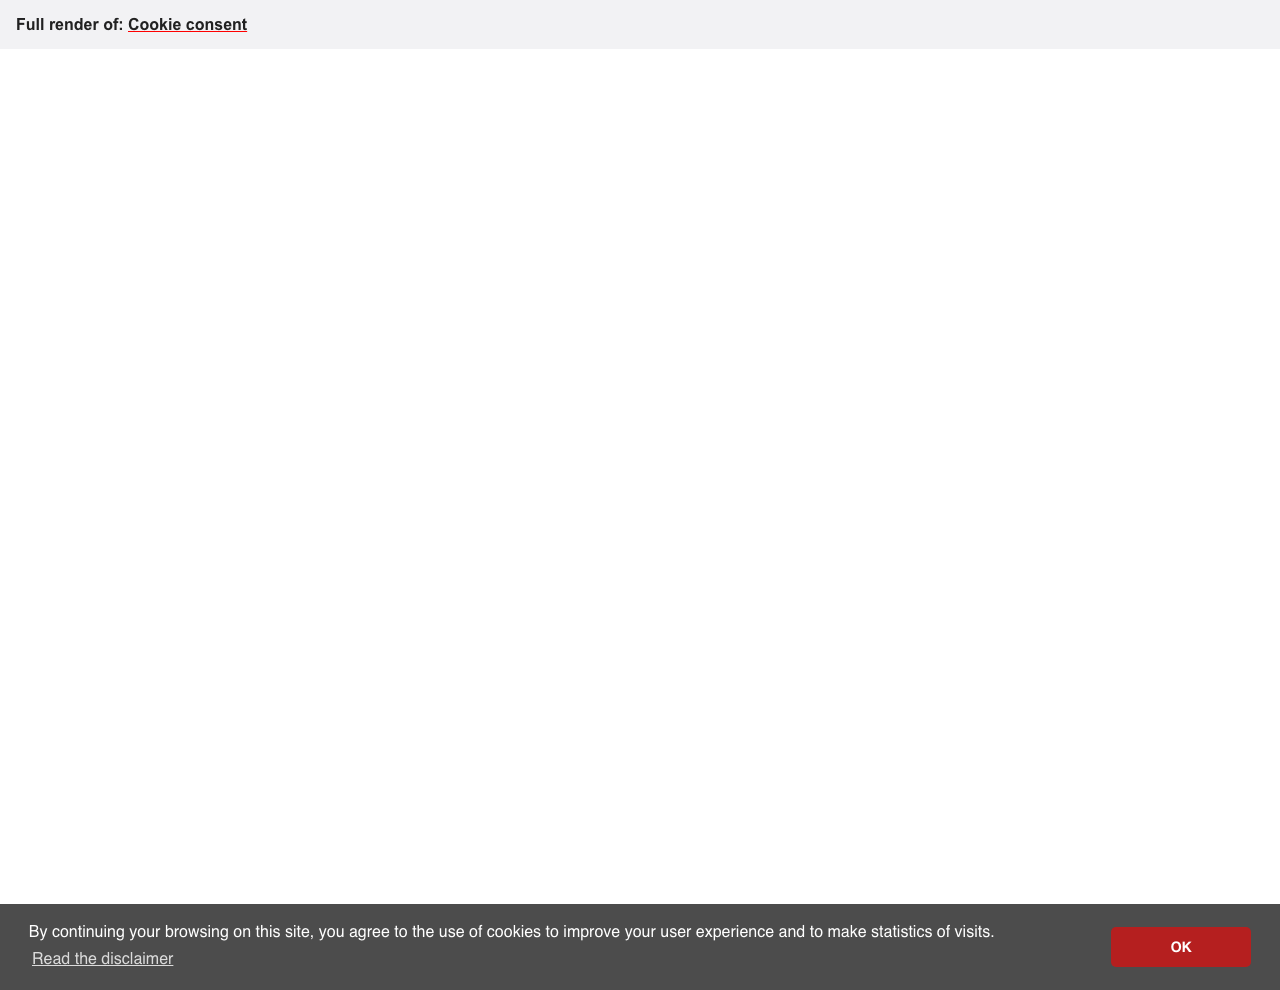 Full render of: Cookie consent
By continuing your browsing on this site, you agree to the use of cookies to improve your user experience and to make statistics of visits.
Read the disclaimer
OK